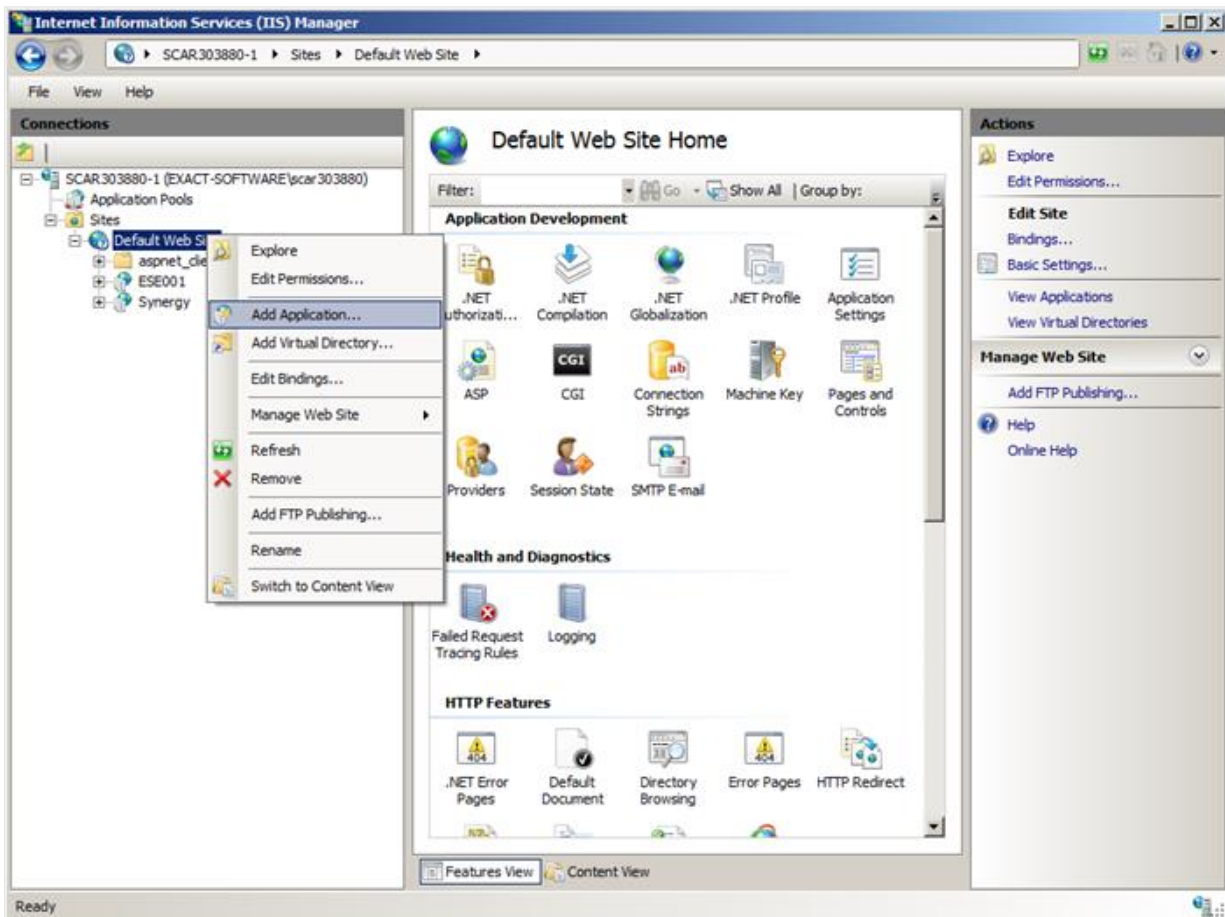 Internet Information Services (IIS) Manager
SCAR303880-1 Sites Default Web Site
File View Help
Connections
SCAR303880-1 (EXACT-SOFTWARE\scar303880)
Application Pools
Sites
Default Web Si
aspnet_clie
ESE001
Synergy
Explore
Edit Permissions...
Add Application...
Add Virtual Directory...
Edit Bindings...
Manage Web Site
Refresh
Remove
Add FTP Publishing...
Rename
Switch to Content View
Default Web Site Home
Filter: Go Show All Group by:
Application Development
.NET
uthorizati...
.NET
Compilation
.NET
Globalization
.NET Profile
Application
Settings
ASP
CGI
CGI
ab
Connection
Strings
Machine Key
Pages and
Controls
Providers
Session State
SMTP E-mail
Health and Diagnostics
Failed Request
Tracing Rules
Logging
HTTP Features
404
.NET Error
Pages
Default
Document
Directory
Browsing
404
Error Pages
HTTP Redirect
Features View Content View
Actions
Explore
Edit Permissions...
Edit Site
Bindings...
Basic Settings...
View Applications
View Virtual Directories
Manage Web Site
Add FTP Publishing...
Help
Online Help
Ready